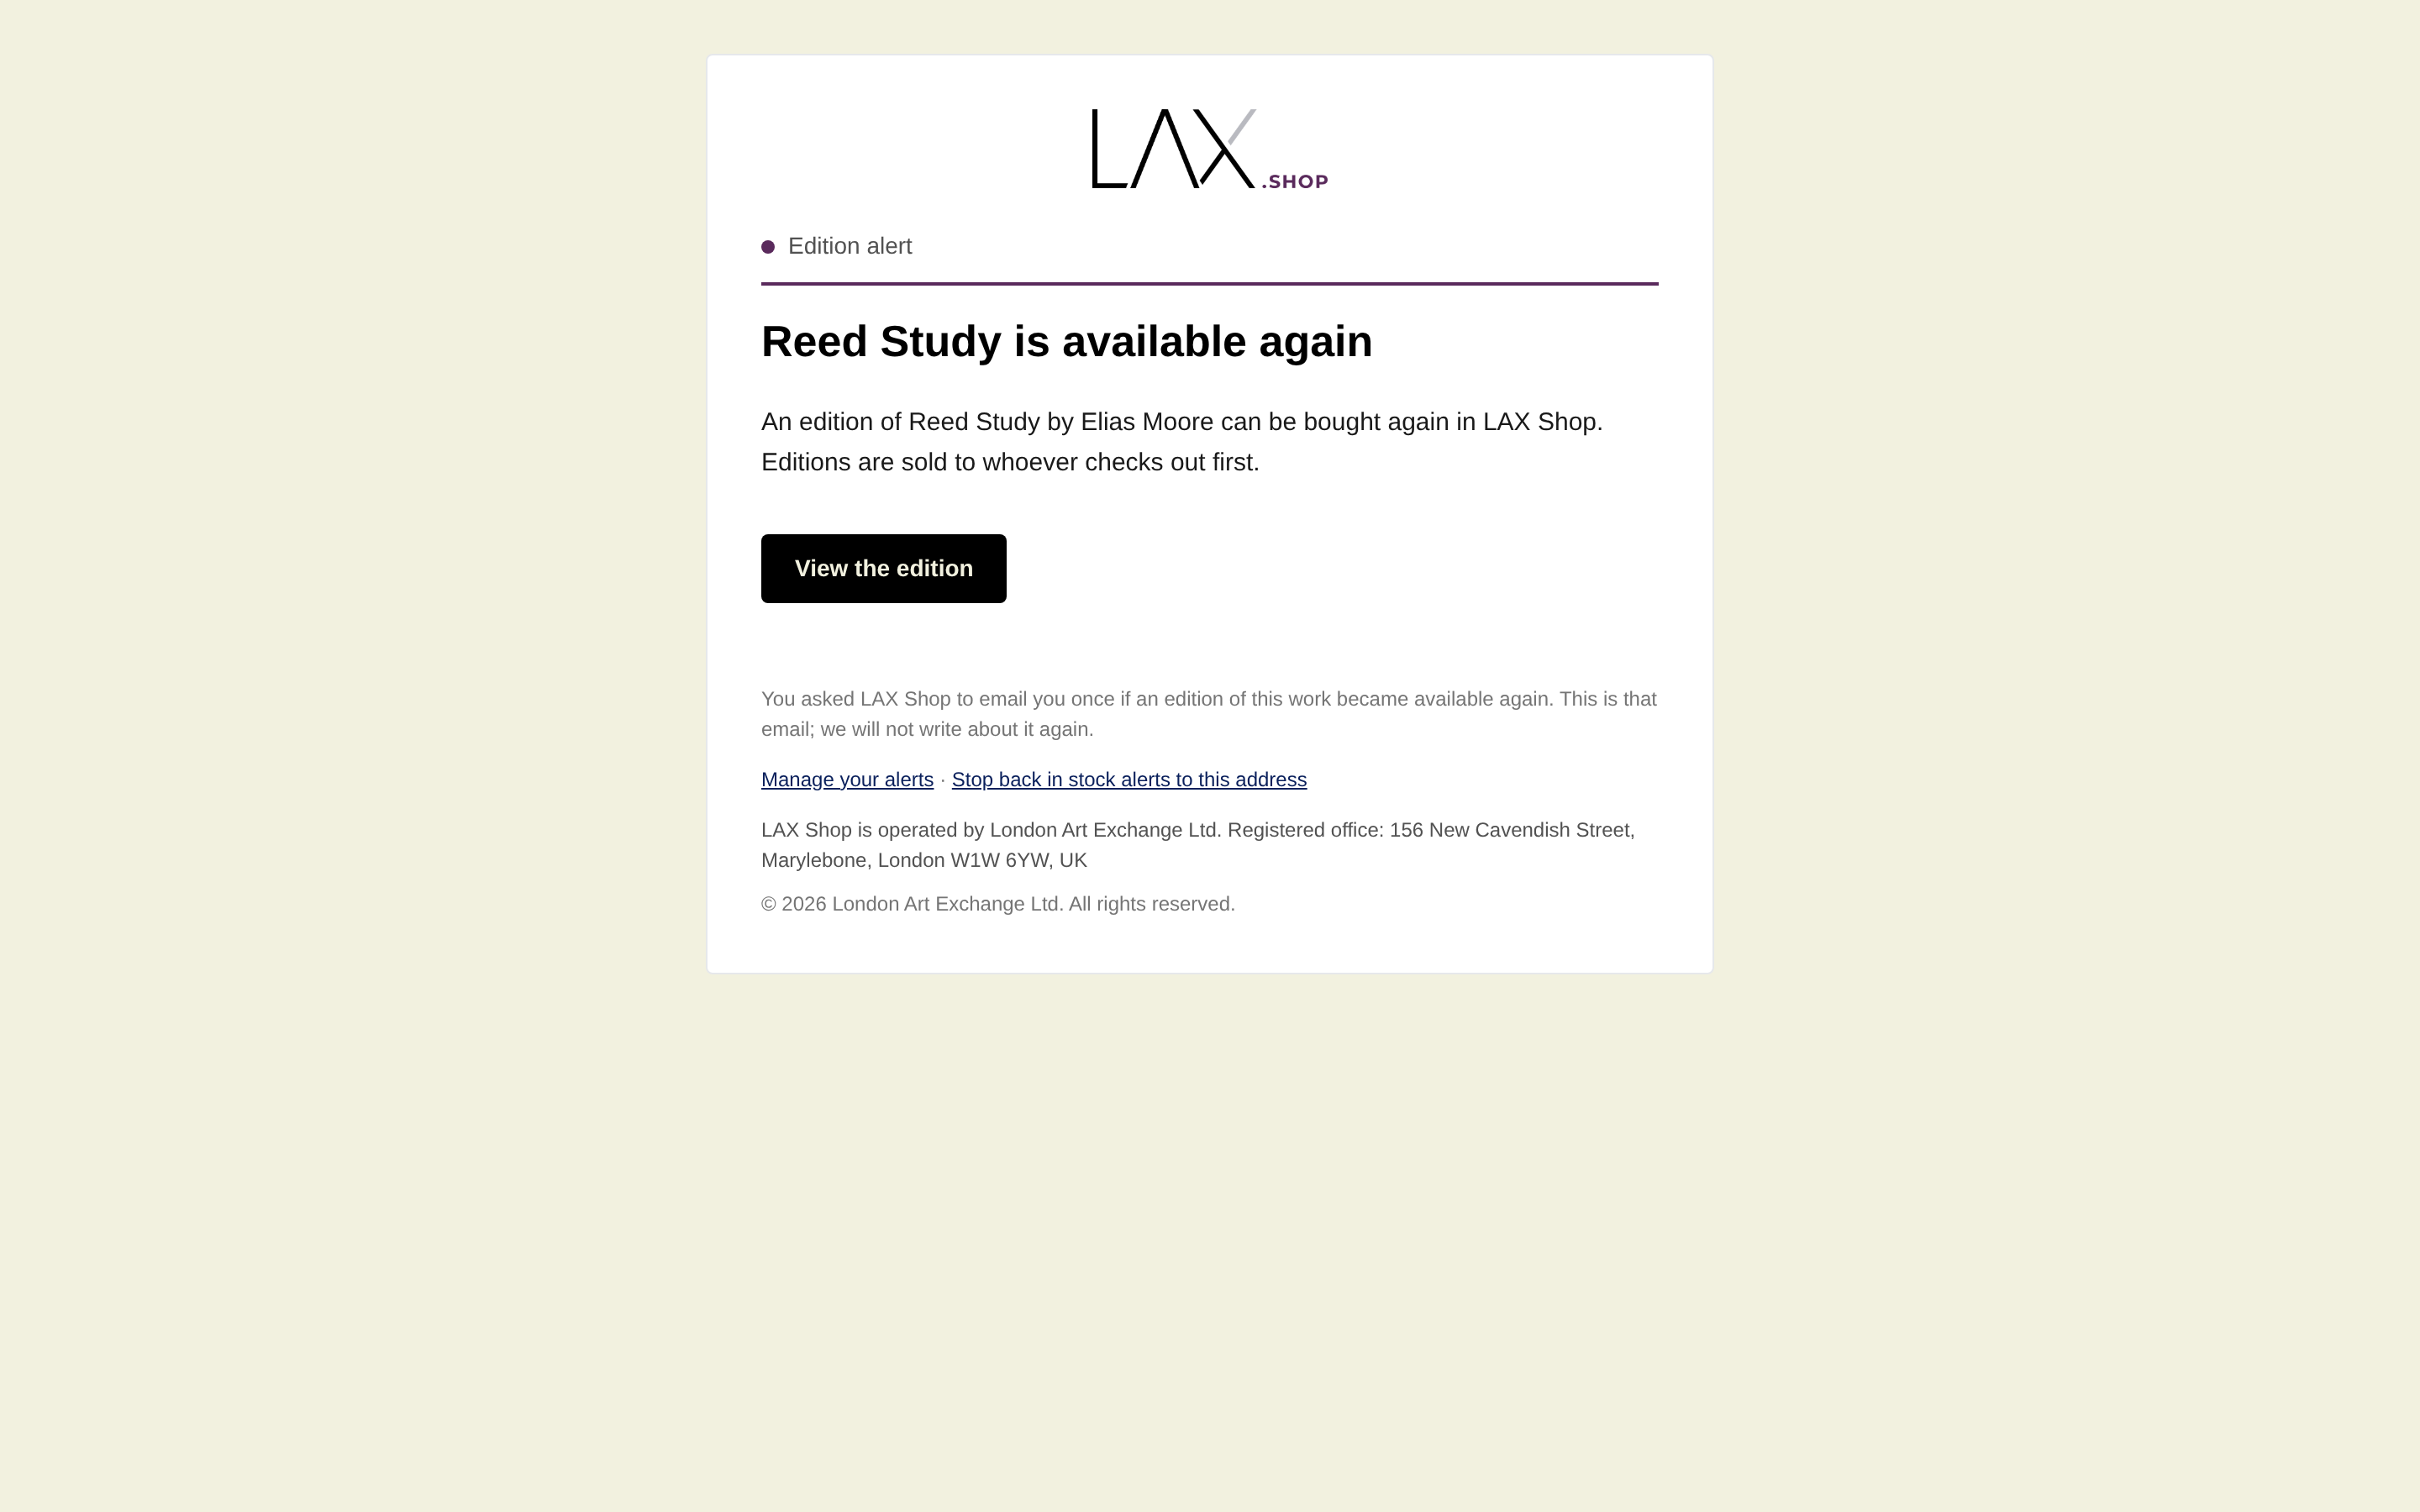 LAX.SHOP
Edition alert
Reed Study is available again
An edition of Reed Study by Elias Moore can be bought again in LAX Shop.
Editions are sold to whoever checks out first.
View the edition
You asked LAX Shop to email you once if an edition of this work became available again. This is that
email; we will not write about it again.
Manage your alerts · Stop back in stock alerts to this address
LAX Shop is operated by London Art Exchange Ltd. Registered office: 156 New Cavendish Street,
Marylebone, London W1W 6YW, UK
© 2026 London Art Exchange Ltd. All rights reserved.